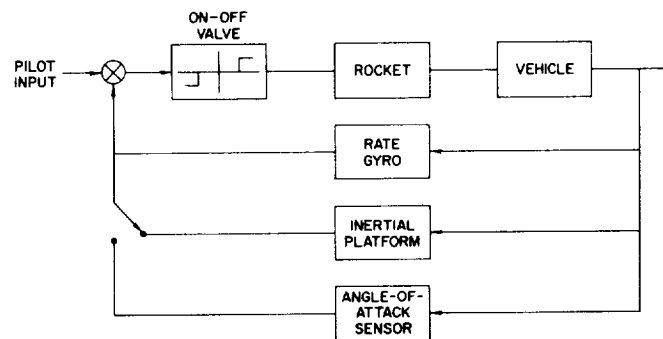 ON-OFF
VALVE
PILOT
INPUT
ROCKET
VEHICLE
RATE
GYRO
INERTIAL
PLATFORM
ANGLE-OF-
ATTACK
SENSOR